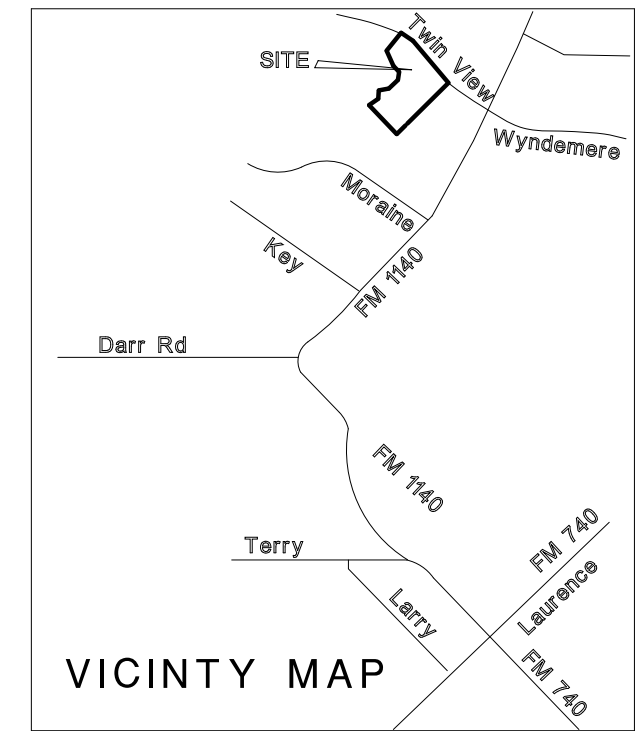 Twin View
SITE
Wyndemere
Moraine
Key
FM 1140
Darr Rd
FM 1140
FM 740
Terry
Laurence
Larry
VICINTY MAP
FM 740